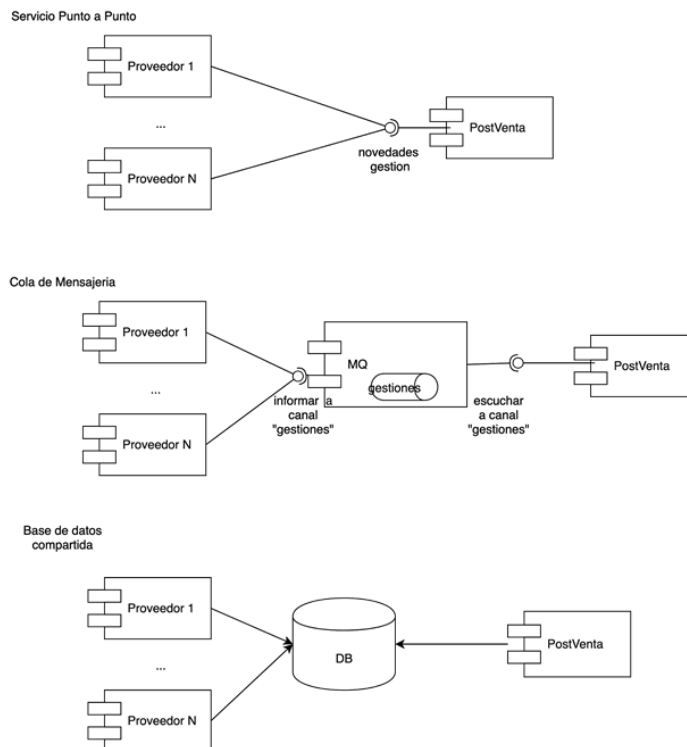 Servicio Punto a Punto
Proveedor 1
...
Proveedor N
novedades
gestion
PostVenta
Cola de Mensajeria
Proveedor 1
...
Proveedor N
informar a
canal
"gestiones"
MQ
gestiones
escuchar
a canal
"gestiones"
PostVenta
Base de datos
compartida
Proveedor 1
...
Proveedor N
DB
PostVenta